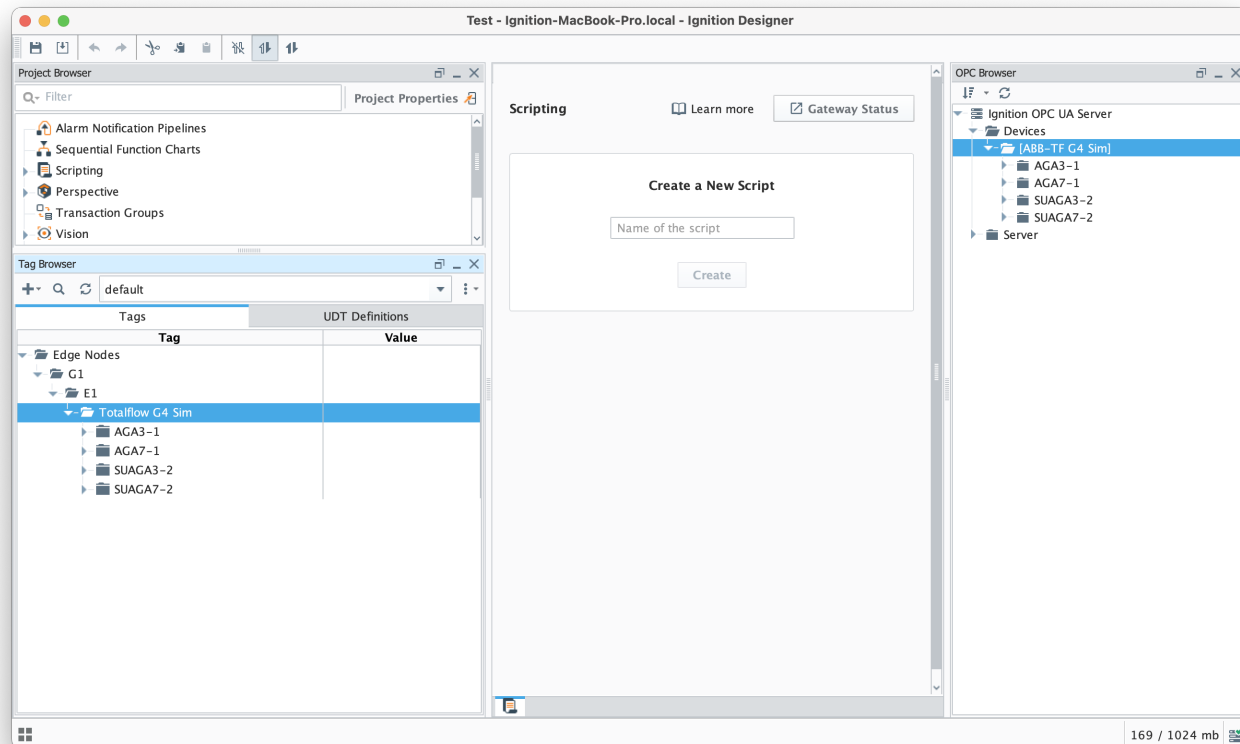 Test - Ignition-MacBook-Pro.local - Ignition Designer
Project Browser
Filter
Project Properties
Alarm Notification Pipelines
Sequential Function Charts
Scripting
Perspective
Transaction Groups
Vision
Tag Browser
default
Tags UDT Definitions
Tag Value
Edge Nodes
G1
E1
Totalflow G4 Sim
AGA3-1
AGA7-1
SUAGA3-2
SUAGA7-2
Scripting Learn more Gateway Status
Create a New Script
Name of the script
Create
OPC Browser
Ignition OPC UA Server
Devices
[ABB-TF G4 Sim]
AGA3-1
AGA7-1
SUAGA3-2
SUAGA7-2
Server
169 / 1024 mb